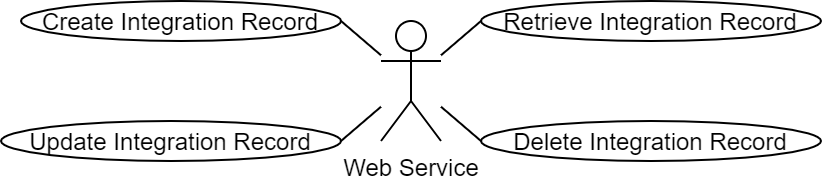 Create Integration Record
Retrieve Integration Record
Update Integration Record
Delete Integration Record
Web Service